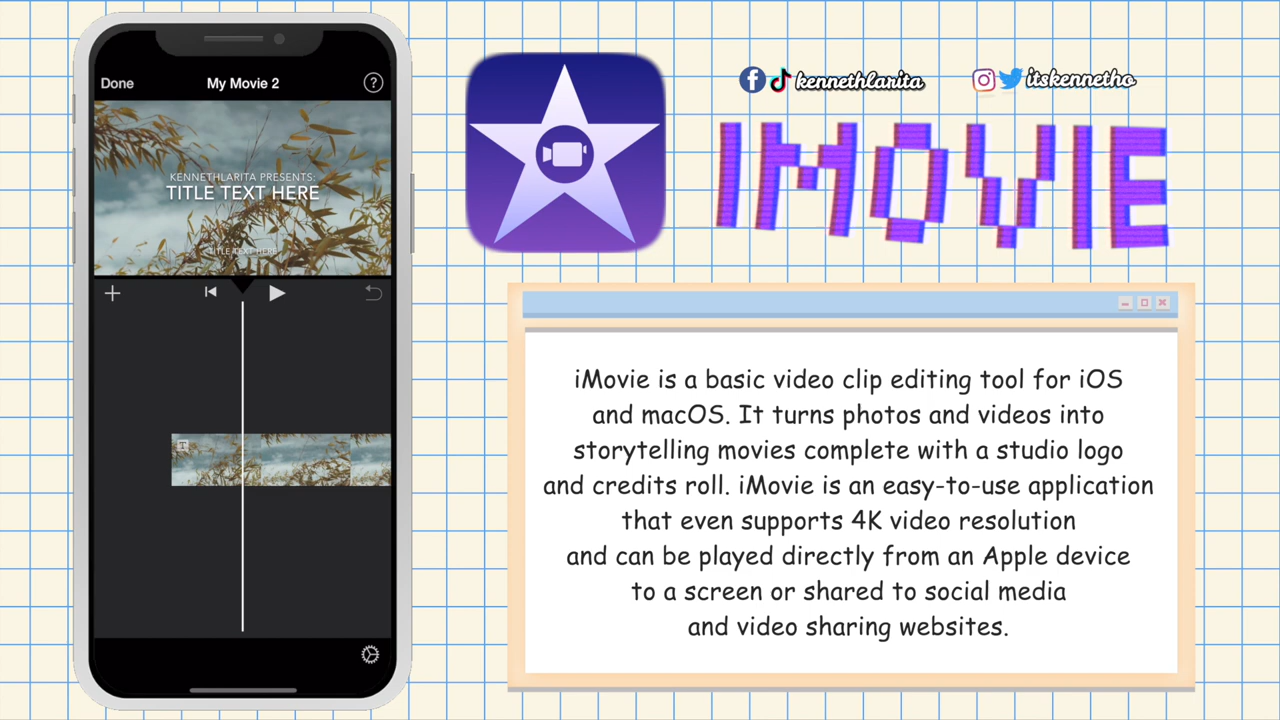 Done
My Movie 2
?
KENNETHLARITA PRESENTS:
TITLE TEXT HERE
TITLE TEXT HERE
T
kennethlarita
itskennetho
IMOVIE
iMovie is a basic video clip editing tool for iOS
and macOS. It turns photos and videos into
storytelling movies complete with a studio logo
and credits roll. iMovie is an easy-to-use application
that even supports 4K video resolution
and can be played directly from an Apple device
to a screen or shared to social media
and video sharing websites.